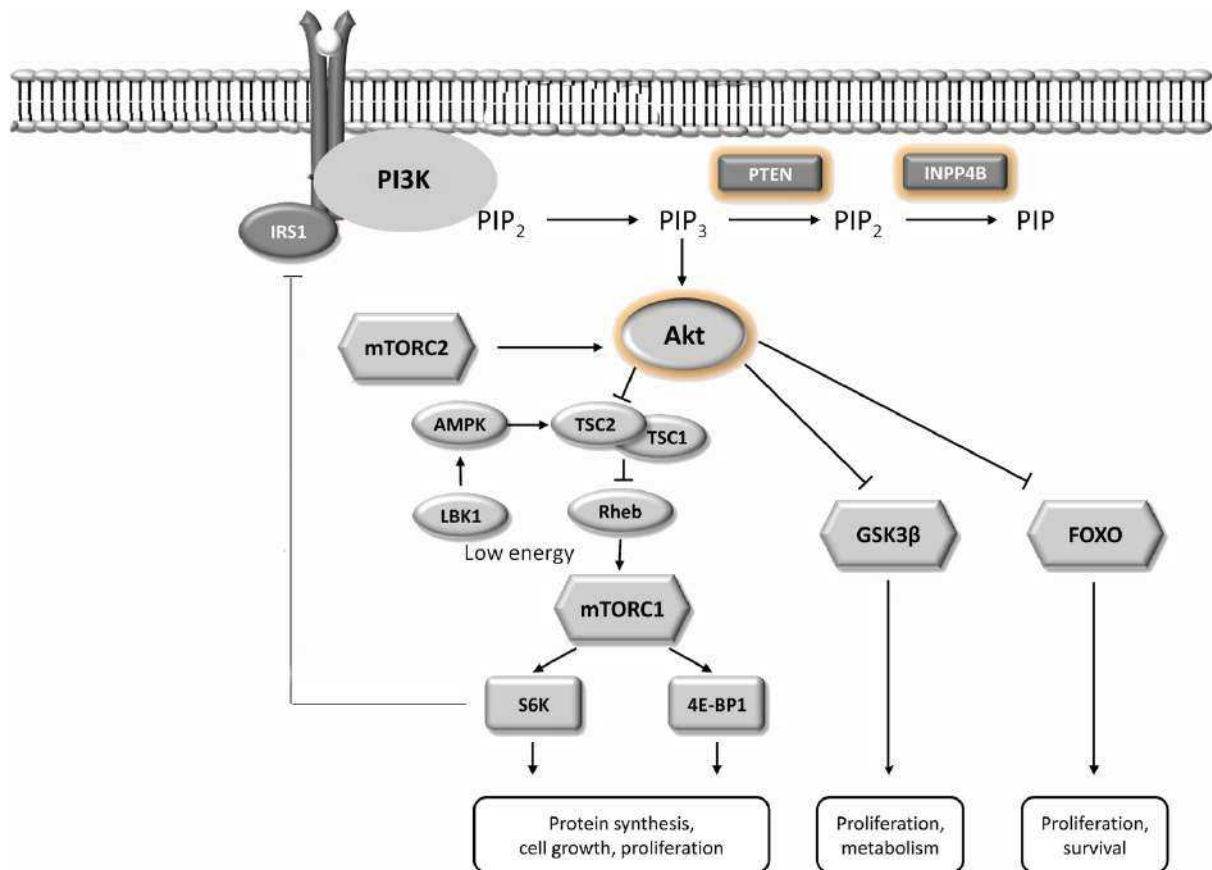 PI3K
PTEN
INPP4B
IRS1
PIP2
PIP3
PIP2
PIP
Akt
mTORC2
AMPK
TSC2
TSC1
LBK1
Rheb
GSK3β
FOXO
Low energy
mTORC1
S6K
4E-BP1
Protein synthesis,
cell growth, proliferation
Proliferation,
metabolism
Proliferation,
survival